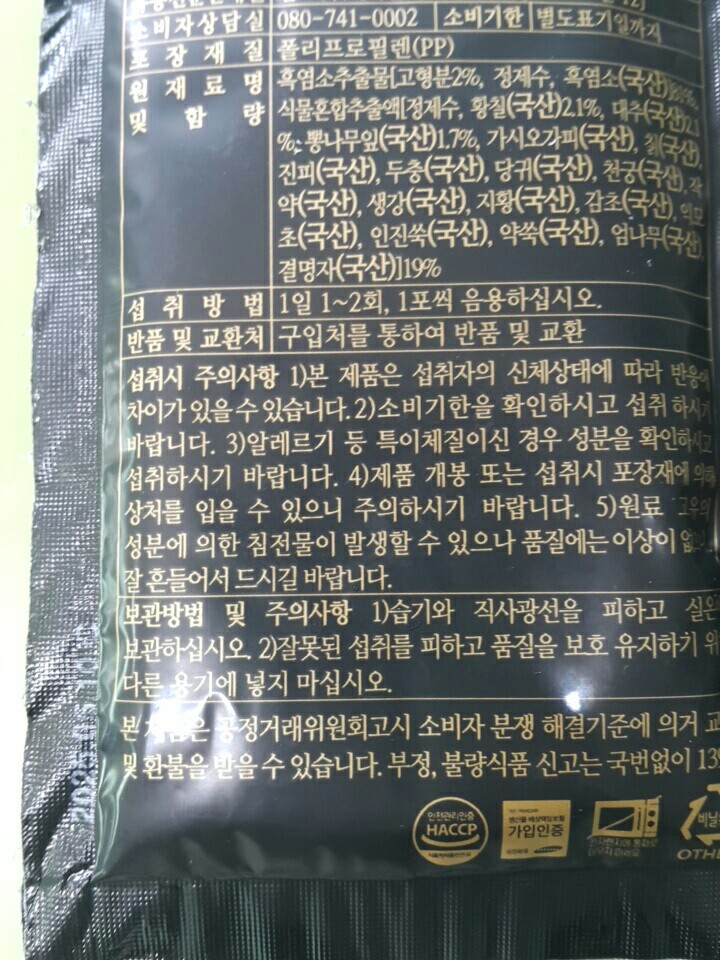 소비자상담실 080-741-0002 소비기한 별도표기일까지
포장재질 폴리프로필렌(PP)
원재료명 및 함량 흑염소추출물[고형분2%, 정제수, 흑염소(국산)
식물혼합추출액[정제수, 황칠(국산)2.1%, 대추(국산)2.1
%, 뽕나무잎(국산)1.7%, 가시오가피(국산), 칡(국산),
진피(국산), 두충(국산), 당귀(국산), 천궁(국산), 작
약(국산), 생강(국산), 지황(국산), 감초(국산), 익모
초(국산), 인진쑥(국산), 약쑥(국산), 엄나무(국산),
결명자(국산)]19%
섭취방법 1일 1~2회, 1포씩 음용하십시오.
반품 및 교환처 구입처를 통하여 반품 및 교환
섭취시 주의사항 1)본 제품은 섭취자의 신체상태에 따라 반응에
차이가 있을 수 있습니다. 2)소비기한을 확인하시고 섭취 하시기
바랍니다. 3)알레르기 등 특이체질이신 경우 성분을 확인하시고
섭취하시기 바랍니다. 4)제품 개봉 또는 섭취시 포장재에 의해
상처를 입을 수 있으니 주의하시기 바랍니다. 5)원료 고유의
성분에 의한 침전물이 발생할 수 있으나 품질에는 이상이 없으
잘 흔들어서 드시길 바랍니다.
보관방법 및 주의사항 1)습기와 직사광선을 피하고 실온
보관하십시오. 2)잘못된 섭취를 피하고 품질을 보호 유지하기 위
다른 용기에 넣지 마십시오.
본 제품은 공정거래위원회고시 소비자 분쟁 해결기준에 의거 교
및 환불을 받을 수 있습니다. 부정, 불량식품 신고는 국번없이 139
안전관리인증
HACCP
가입인증
비닐
OTHE